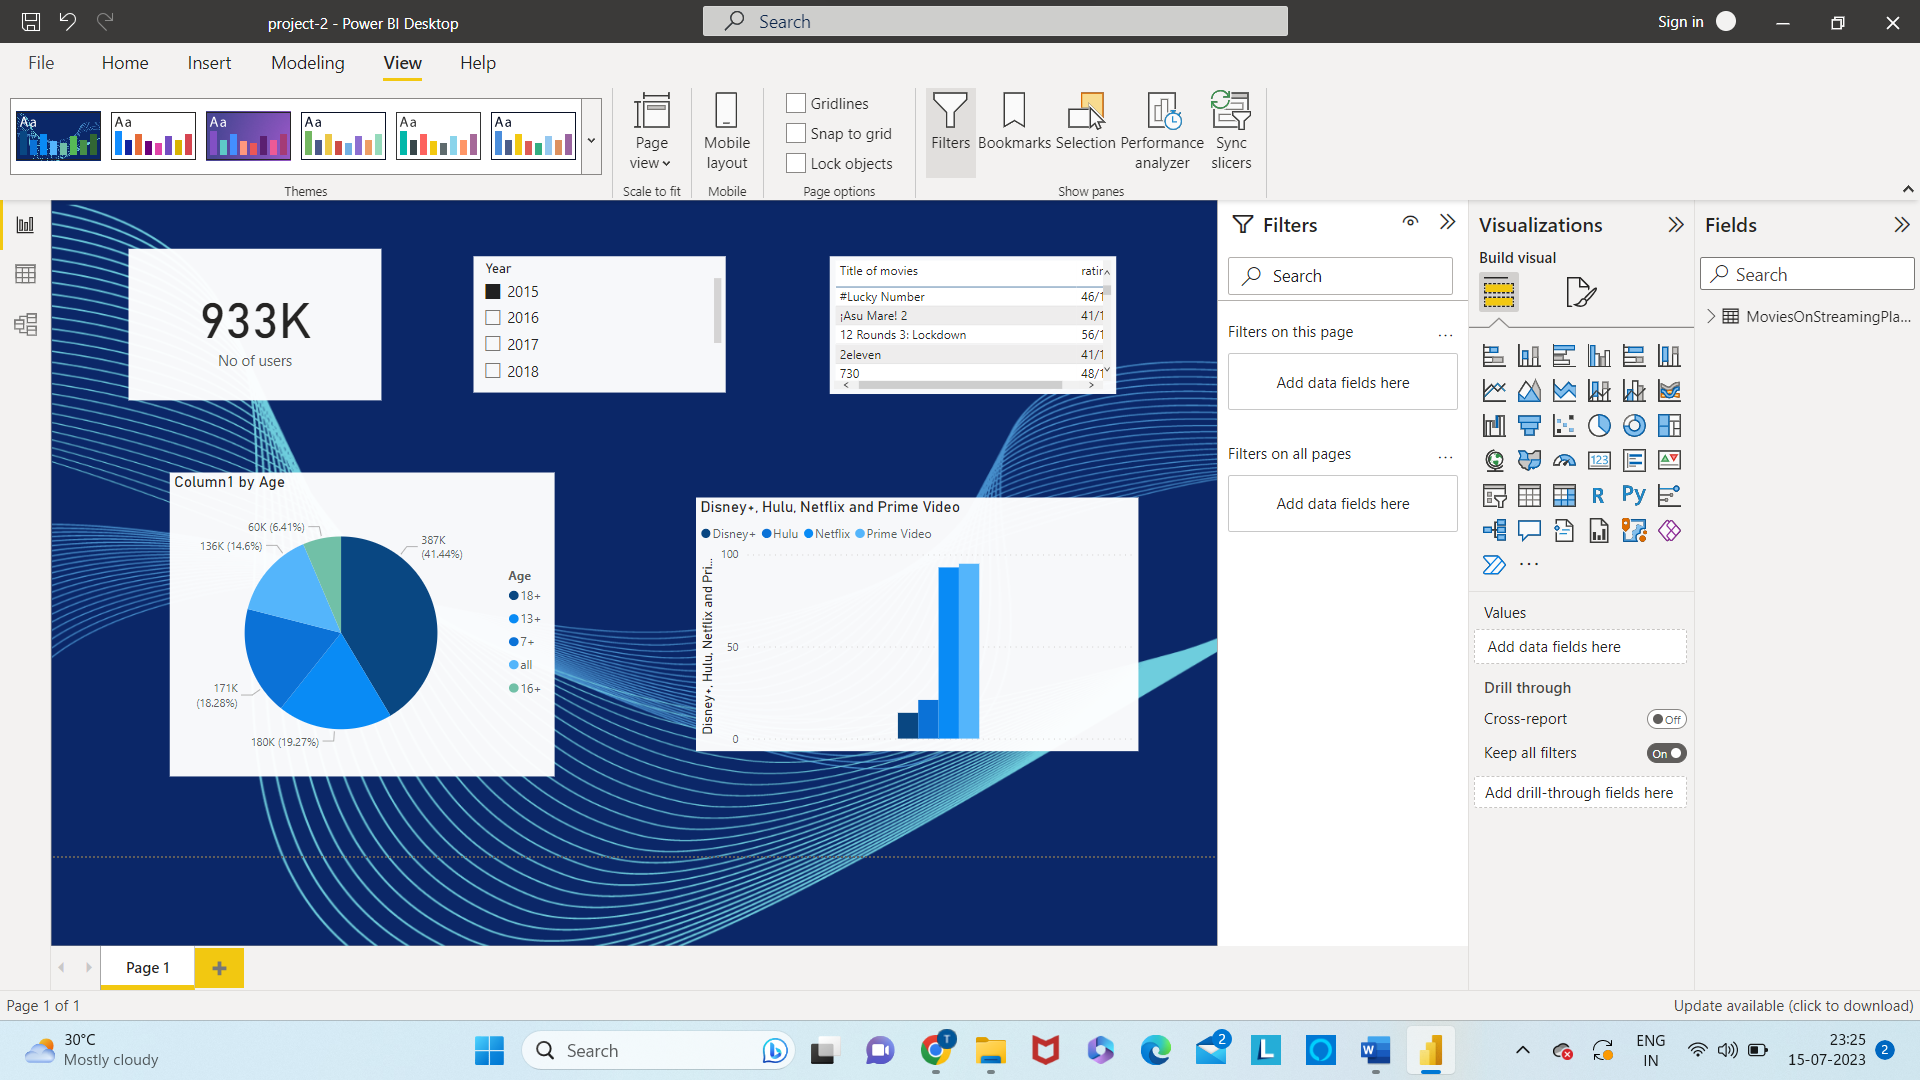 project-2 - Power BI Desktop
Search
Sign in
File Home Insert Modeling View Help
Aa Aa Aa Aa Aa Aa
Themes
Page view
Scale to fit
Mobile layout
Mobile
Gridlines
Snap to grid
Lock objects
Page options
Filters
Bookmarks
Selection
Performance analyzer
Sync slicers
Show panes
933K
No of users
Year
2015
2016
2017
2018
Title of movies ratir
#Lucky Number 46/1
¡Asu Mare! 2 41/1
12 Rounds 3: Lockdown 56/1
2eleven 41/1
730 48/1
Column1 by Age
60K (6.41%)
136K (14.6%)
387K
(41.44%)
171K
(18.28%)
180K (19.27%)
Age
18+
13+
7+
all
16+
Disney+, Hulu, Netflix and Prime Video
Disney+ Hulu Netflix Prime Video
Disney+, Hulu, Netflix and Pri...
100
50
0
Filters
Search
Filters on this page ...
Add data fields here
Filters on all pages ...
Add data fields here
Visualizations
Build visual
123
R Py
...
Values
Add data fields here
Drill through
Cross-report Off
Keep all filters On
Add drill-through fields here
Fields
Search
MoviesOnStreamingPla...
Page 1
Page 1 of 1
Update available (click to download)
30°C
Mostly cloudy
Search
T
2
L
W
ENG
IN
23:25
15-07-2023
2